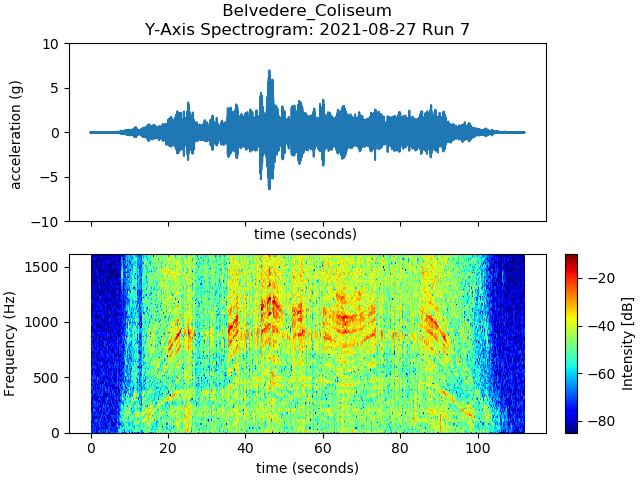 Belvedere_Coliseum
Y-Axis Spectrogram: 2021-08-27 Run 7
10
5
0
−5
−10
acceleration (g)
time (seconds)
1500
1000
500
0
Frequency (Hz)
0 20 40 60 80 100
time (seconds)
−20
−40
−60
−80
Intensity [dB]